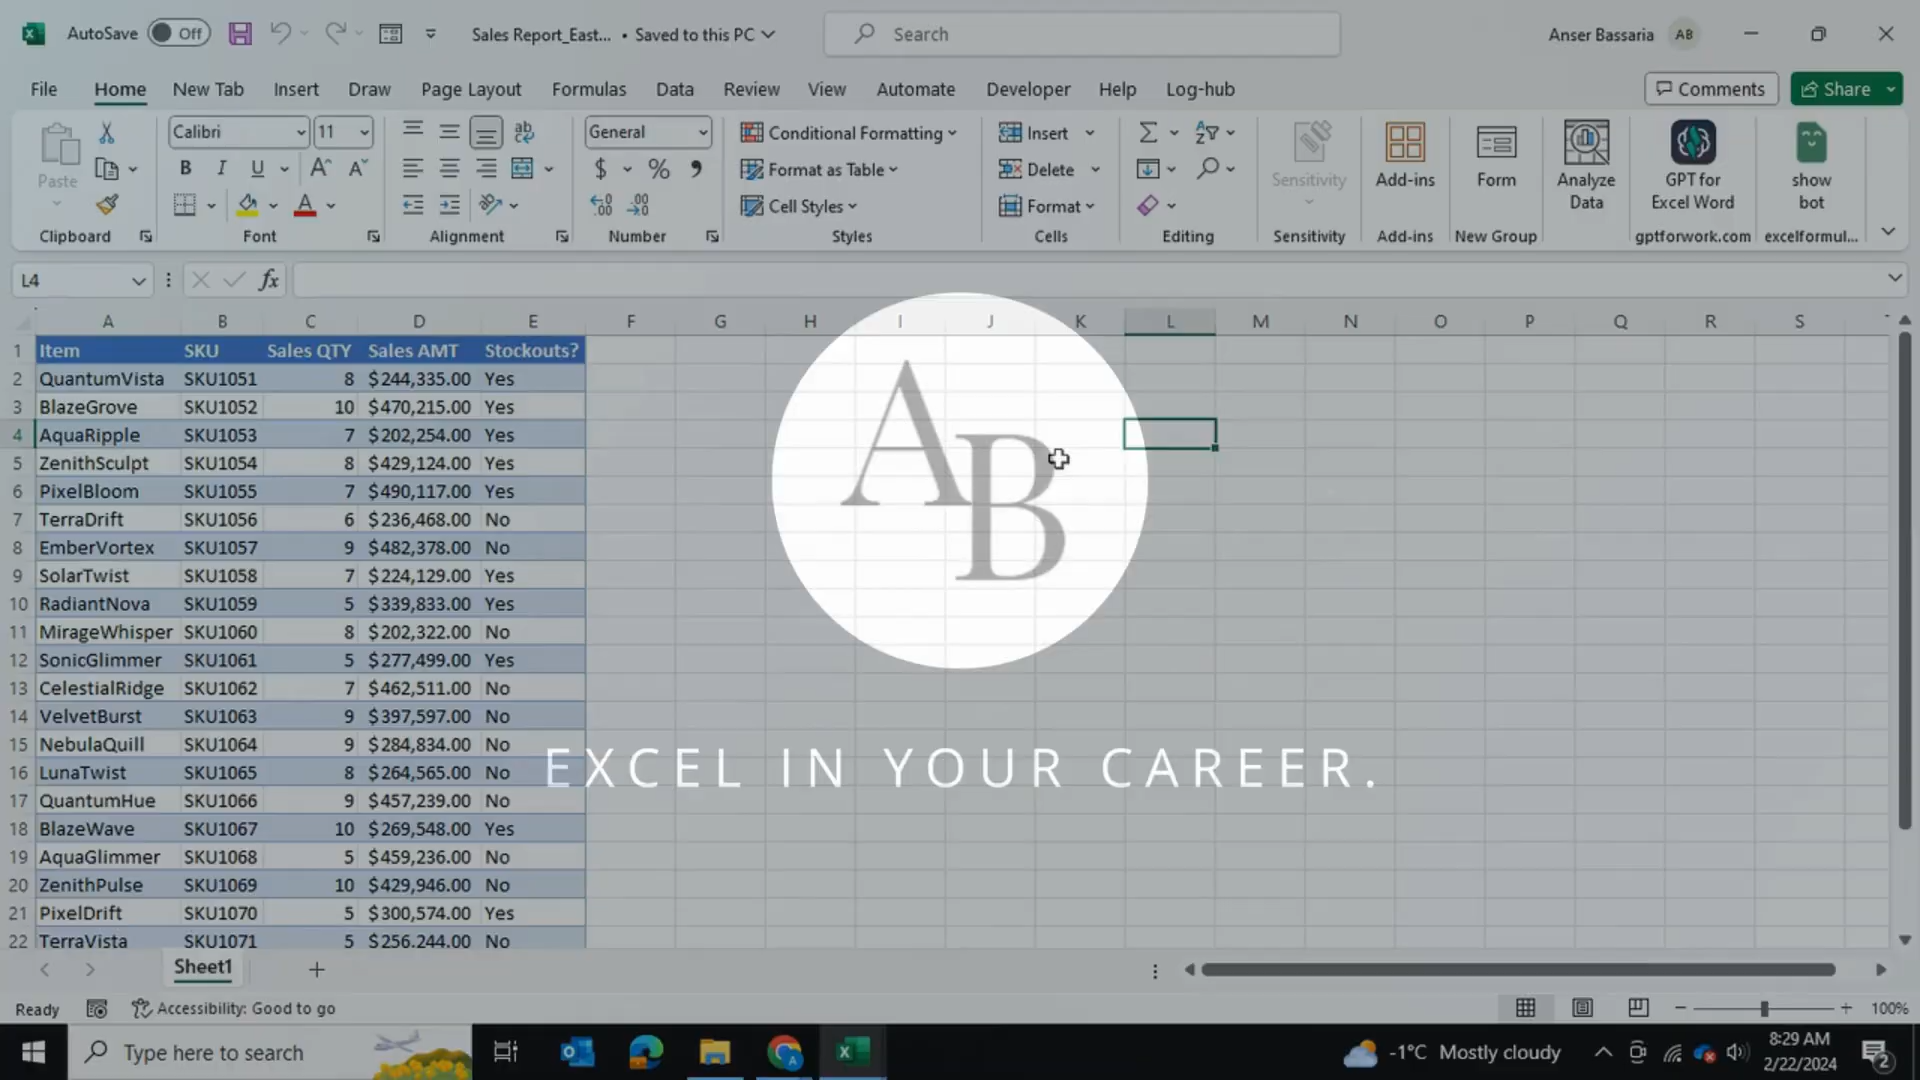 AutoSave Off Sales Report_East... • Saved to this PC Search Anser Bassaria AB
File Home New Tab Insert Draw Page Layout Formulas Data Review View Automate Developer Help Log-hub Comments Share
Paste Calibri 11 General Conditional Formatting Insert Sensitivity Add-ins Form Analyze Data GPT for Excel Word show bot
B I U A A $ % Format as Table Delete
A Cell Styles Format
Clipboard Font Alignment Number Styles Cells Editing Sensitivity Add-ins New Group gptforwork.com excelformul...
L4 fx
A B C D E F G H I J K L M N O P Q R S
1 Item SKU Sales QTY Sales AMT Stockouts?
2 QuantumVista SKU1051 8 $244,335.00 Yes
3 BlazeGrove SKU1052 10 $470,215.00 Yes
4 AquaRipple SKU1053 7 $202,254.00 Yes
5 ZenithSculpt SKU1054 8 $429,124.00 Yes
6 PixelBloom SKU1055 7 $490,117.00 Yes
7 TerraDrift SKU1056 6 $236,468.00 No
8 EmberVortex SKU1057 9 $482,378.00 No
9 SolarTwist SKU1058 7 $224,129.00 Yes
10 RadiantNova SKU1059 5 $339,833.00 Yes
11 MirageWhisper SKU1060 8 $202,322.00 No
12 SonicGlimmer SKU1061 5 $277,499.00 Yes
13 CelestialRidge SKU1062 7 $462,511.00 No
14 VelvetBurst SKU1063 9 $397,597.00 No
15 NebulaQuill SKU1064 9 $284,834.00 No
16 LunaTwist SKU1065 8 $264,565.00 No
17 QuantumHue SKU1066 9 $457,239.00 No
18 BlazeWave SKU1067 10 $269,548.00 Yes
19 AquaGlimmer SKU1068 5 $459,236.00 No
20 ZenithPulse SKU1069 10 $429,946.00 No
21 PixelDrift SKU1070 5 $300,574.00 Yes
22 TerraVista SKU1071 5 $256,244.00 No
AB
EXCEL IN YOUR CAREER.
Sheet1
Ready Accessibility: Good to go 100%
Type here to search -1°C Mostly cloudy 8:29 AM
2/22/2024 2